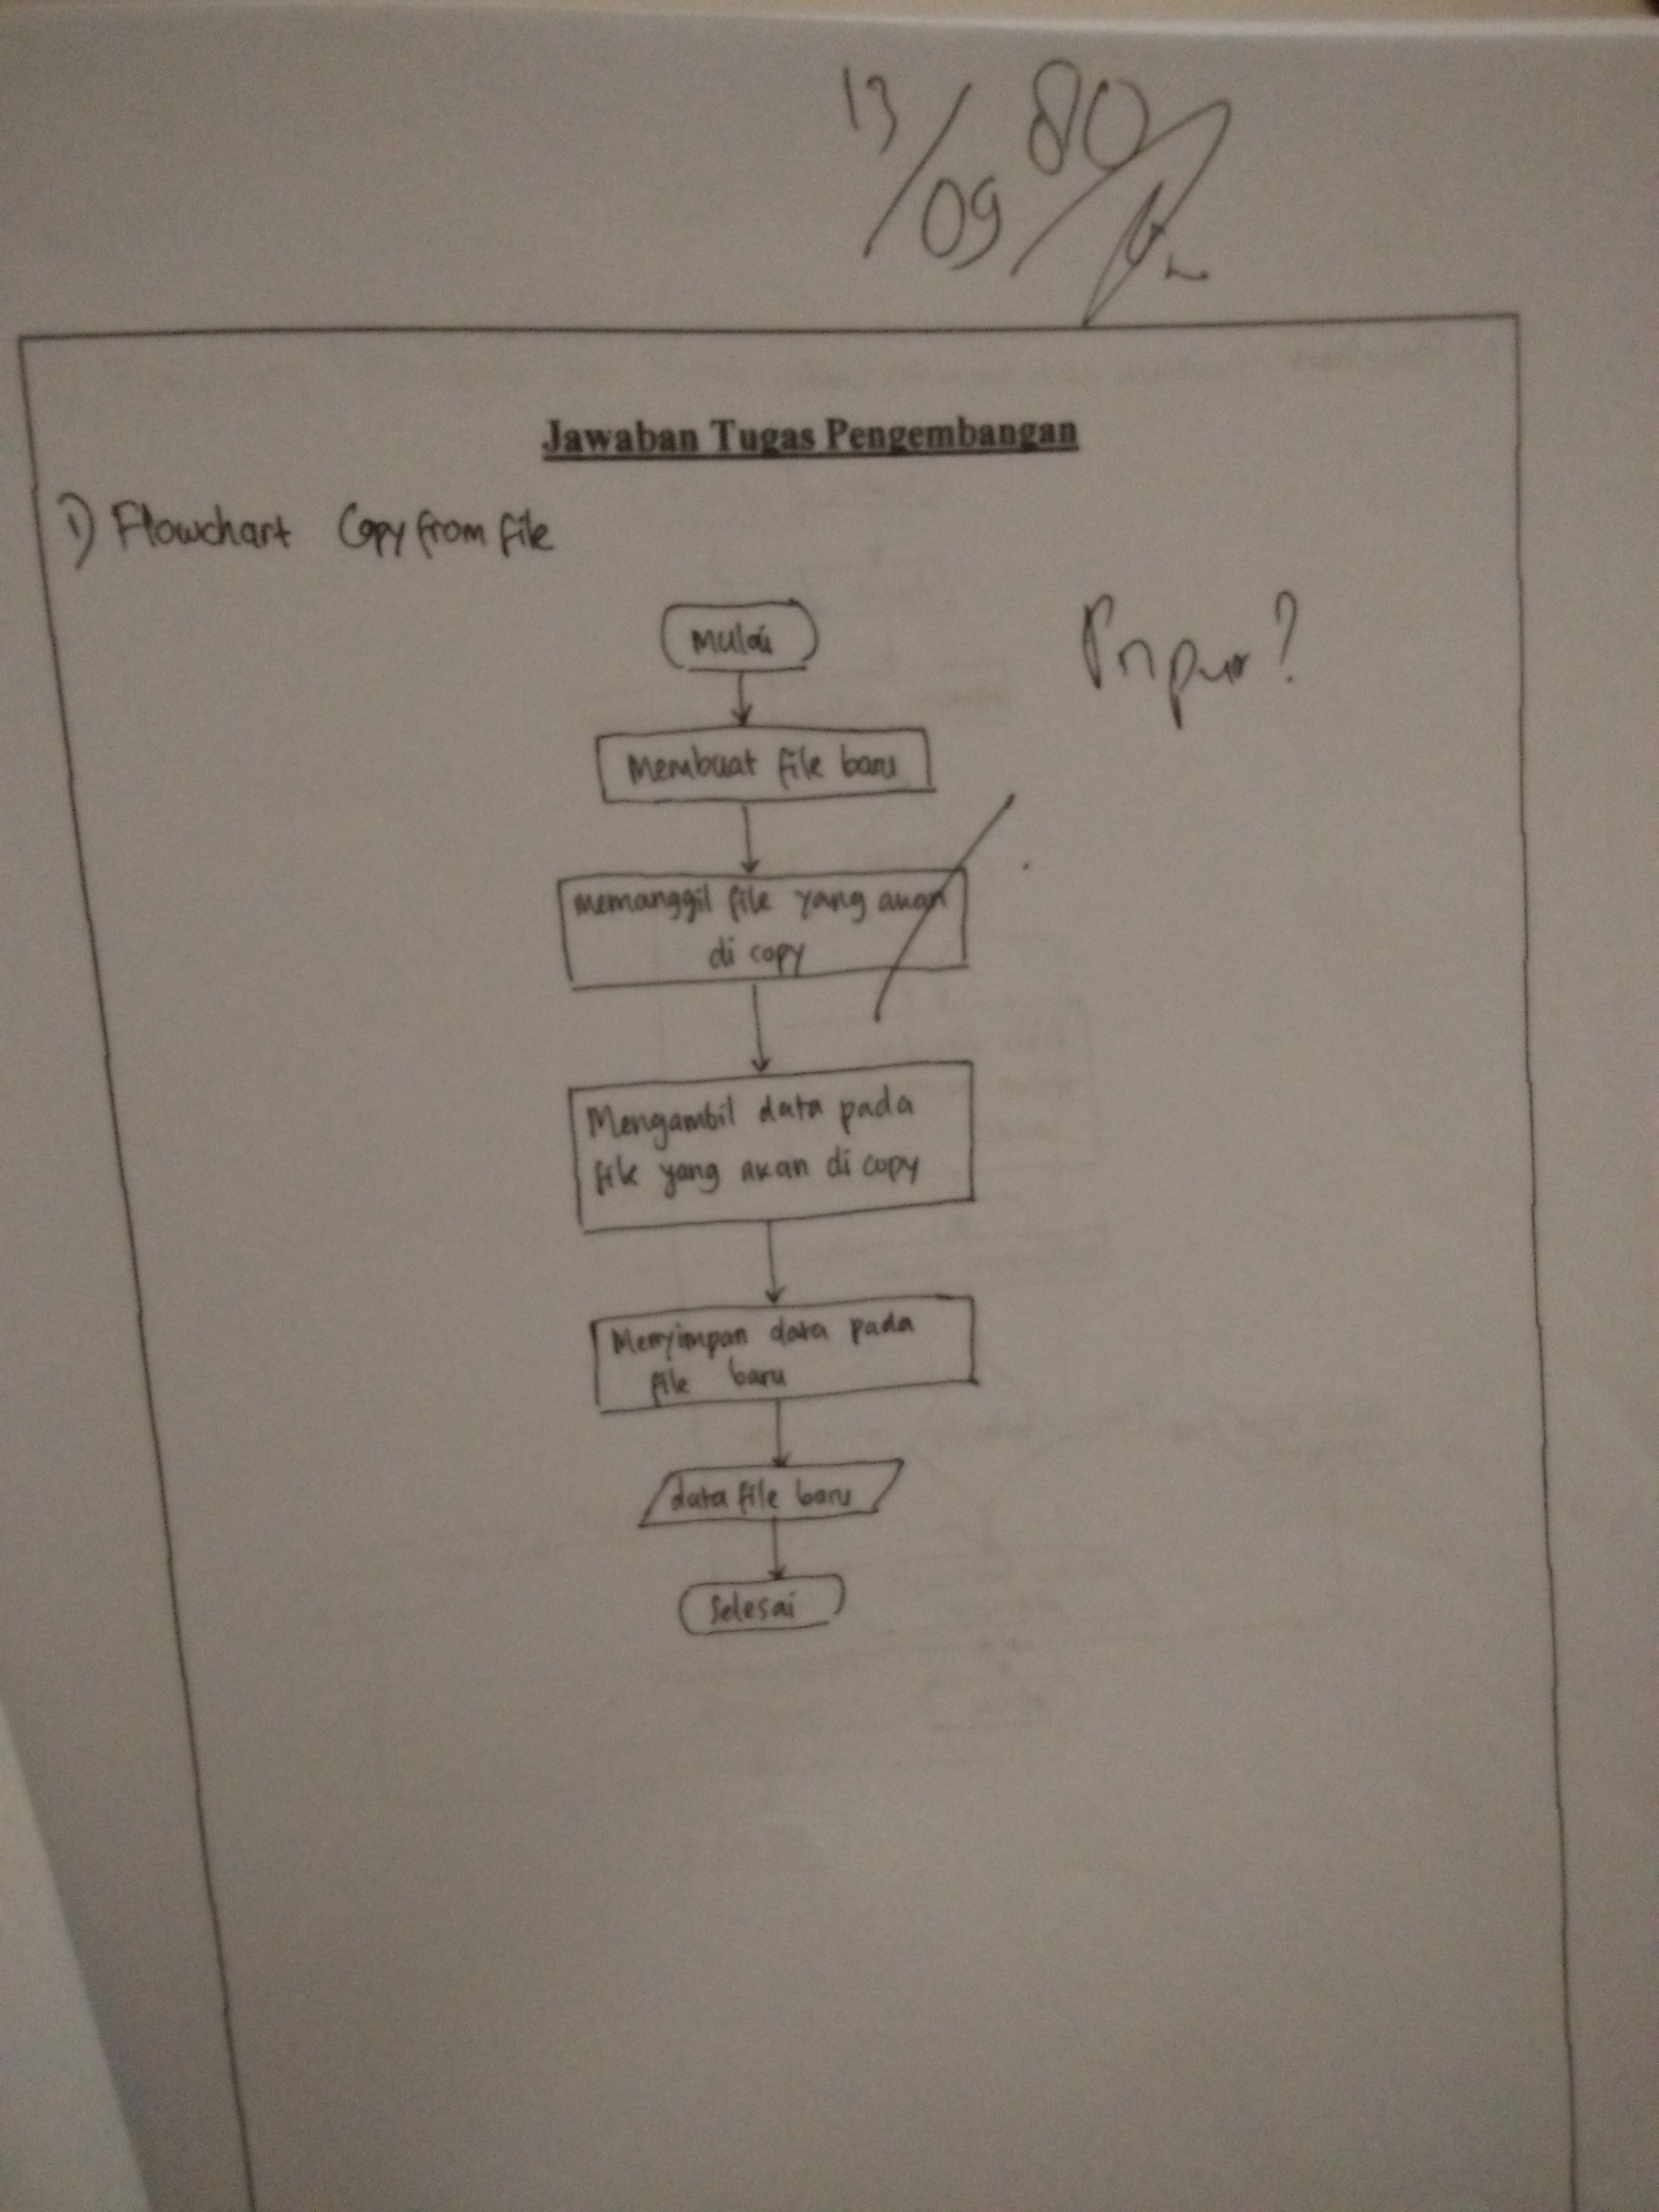 13/09 80
Jawaban Tugas Pengembangan
1) Flowchart Copy from file
Mulai
Input?
Membuat file baru
memanggil file yang akan
di copy
Mengambil data pada
file yang akan di copy
Menyimpan data pada
file baru
data file baru
Selesai